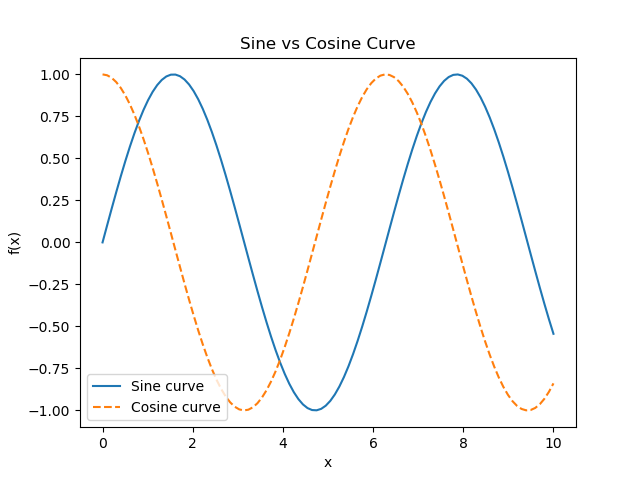 Sine vs Cosine Curve
1.00
0.75
0.50
0.25
0.00
−0.25
−0.50
−0.75
−1.00
f(x)
Sine curve
Cosine curve
0 2 4 6 8 10
x